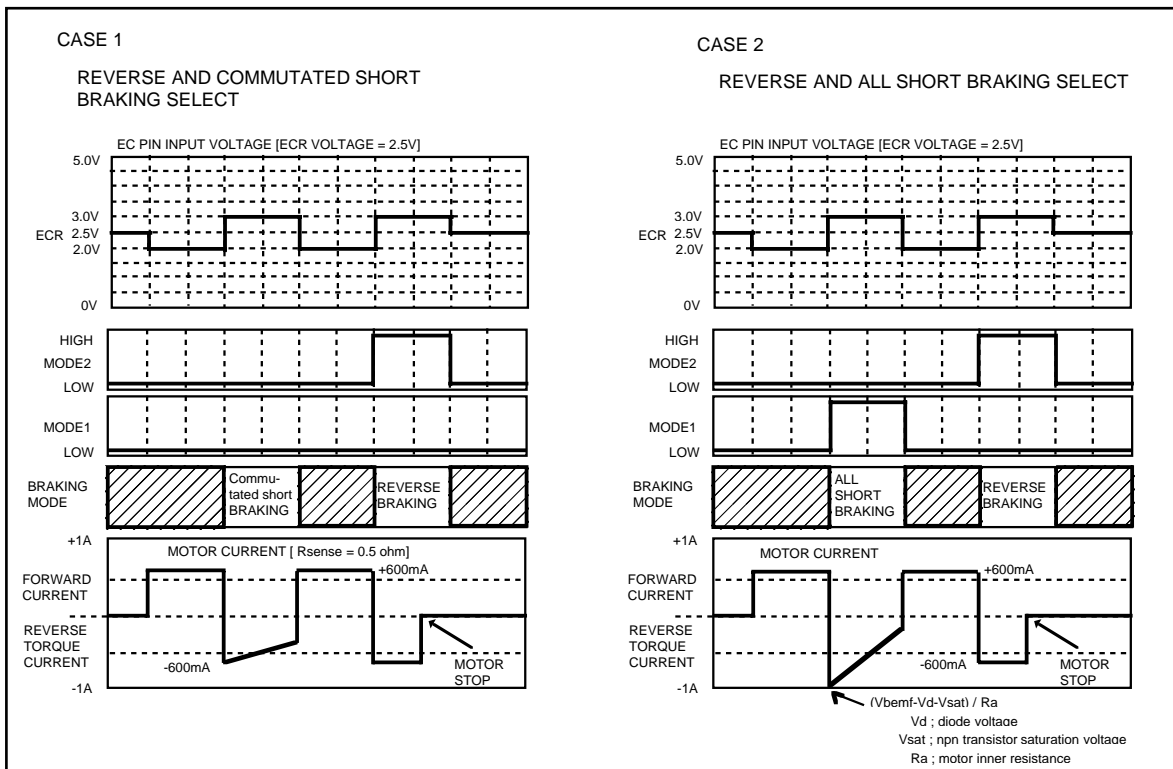 CASE 1
REVERSE AND COMMUTATED SHORT
BRAKING SELECT
EC PIN INPUT VOLTAGE [ECR VOLTAGE = 2.5V]
5.0V
3.0V
ECR 2.5V
2.0V
0V
HIGH
MODE2
LOW
MODE1
LOW
BRAKING
MODE
Commu-
tated short
BRAKING
REVERSE
BRAKING
+1A
MOTOR CURRENT [ Rsense = 0.5 ohm]
FORWARD
CURRENT
+600mA
REVERSE
TORQUE
CURRENT
-600mA
-1A
MOTOR
STOP
CASE 2
REVERSE AND ALL SHORT BRAKING SELECT
EC PIN INPUT VOLTAGE [ECR VOLTAGE = 2.5V]
5.0V
3.0V
ECR 2.5V
2.0V
0V
HIGH
MODE2
LOW
MODE1
LOW
BRAKING
MODE
ALL
SHORT
BRAKING
REVERSE
BRAKING
+1A
MOTOR CURRENT
FORWARD
CURRENT
+600mA
REVERSE
TORQUE
CURRENT
-600mA
-1A
MOTOR
STOP
(Vbemf-Vd-Vsat) / Ra
Vd ; diode voltage
Vsat ; npn transistor saturation voltage
Ra ; motor inner resistance